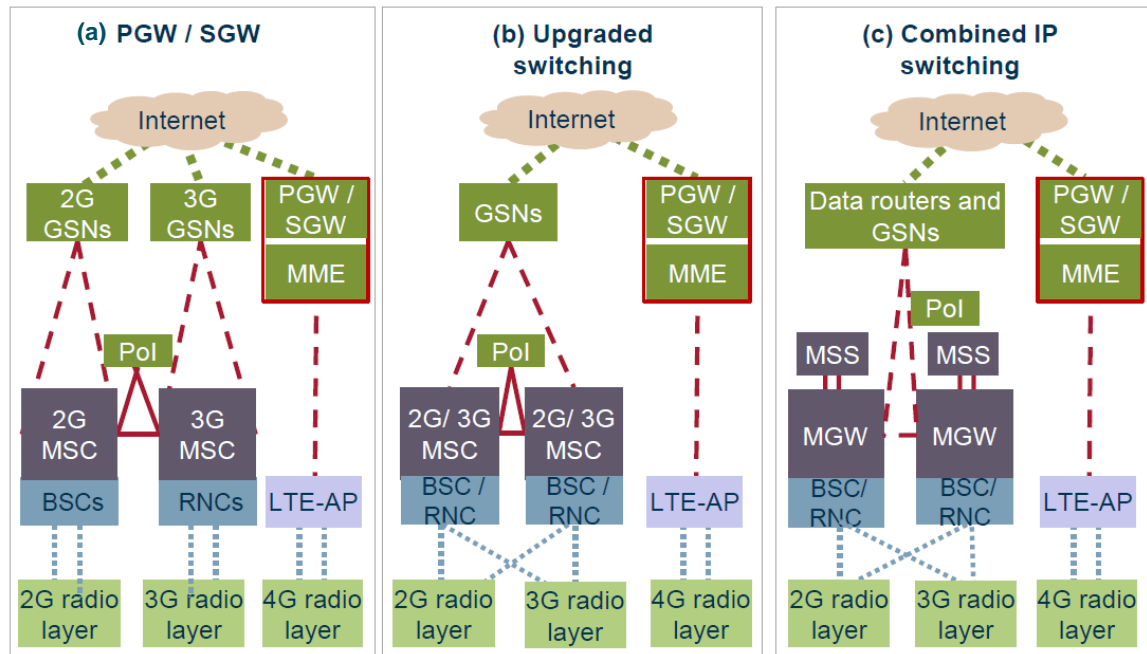 (a) PGW / SGW
Internet
2G
GSNs
3G
GSNs
PGW /
SGW
MME
PoI
2G
MSC
3G
MSC
BSCs
RNCs
LTE-AP
2G radio
layer
3G radio
layer
4G radio
layer
(b) Upgraded
switching
Internet
GSNs
PGW /
SGW
MME
PoI
2G/ 3G
MSC
2G/ 3G
MSC
BSC /
RNC
BSC /
RNC
LTE-AP
2G radio
layer
3G radio
layer
4G radio
layer
(c) Combined IP
switching
Internet
Data routers and
GSNs
PGW /
SGW
MME
PoI
MSS
MSS
MGW
MGW
BSC/
RNC
BSC/
RNC
LTE-AP
2G radio
layer
3G radio
layer
4G radio
layer